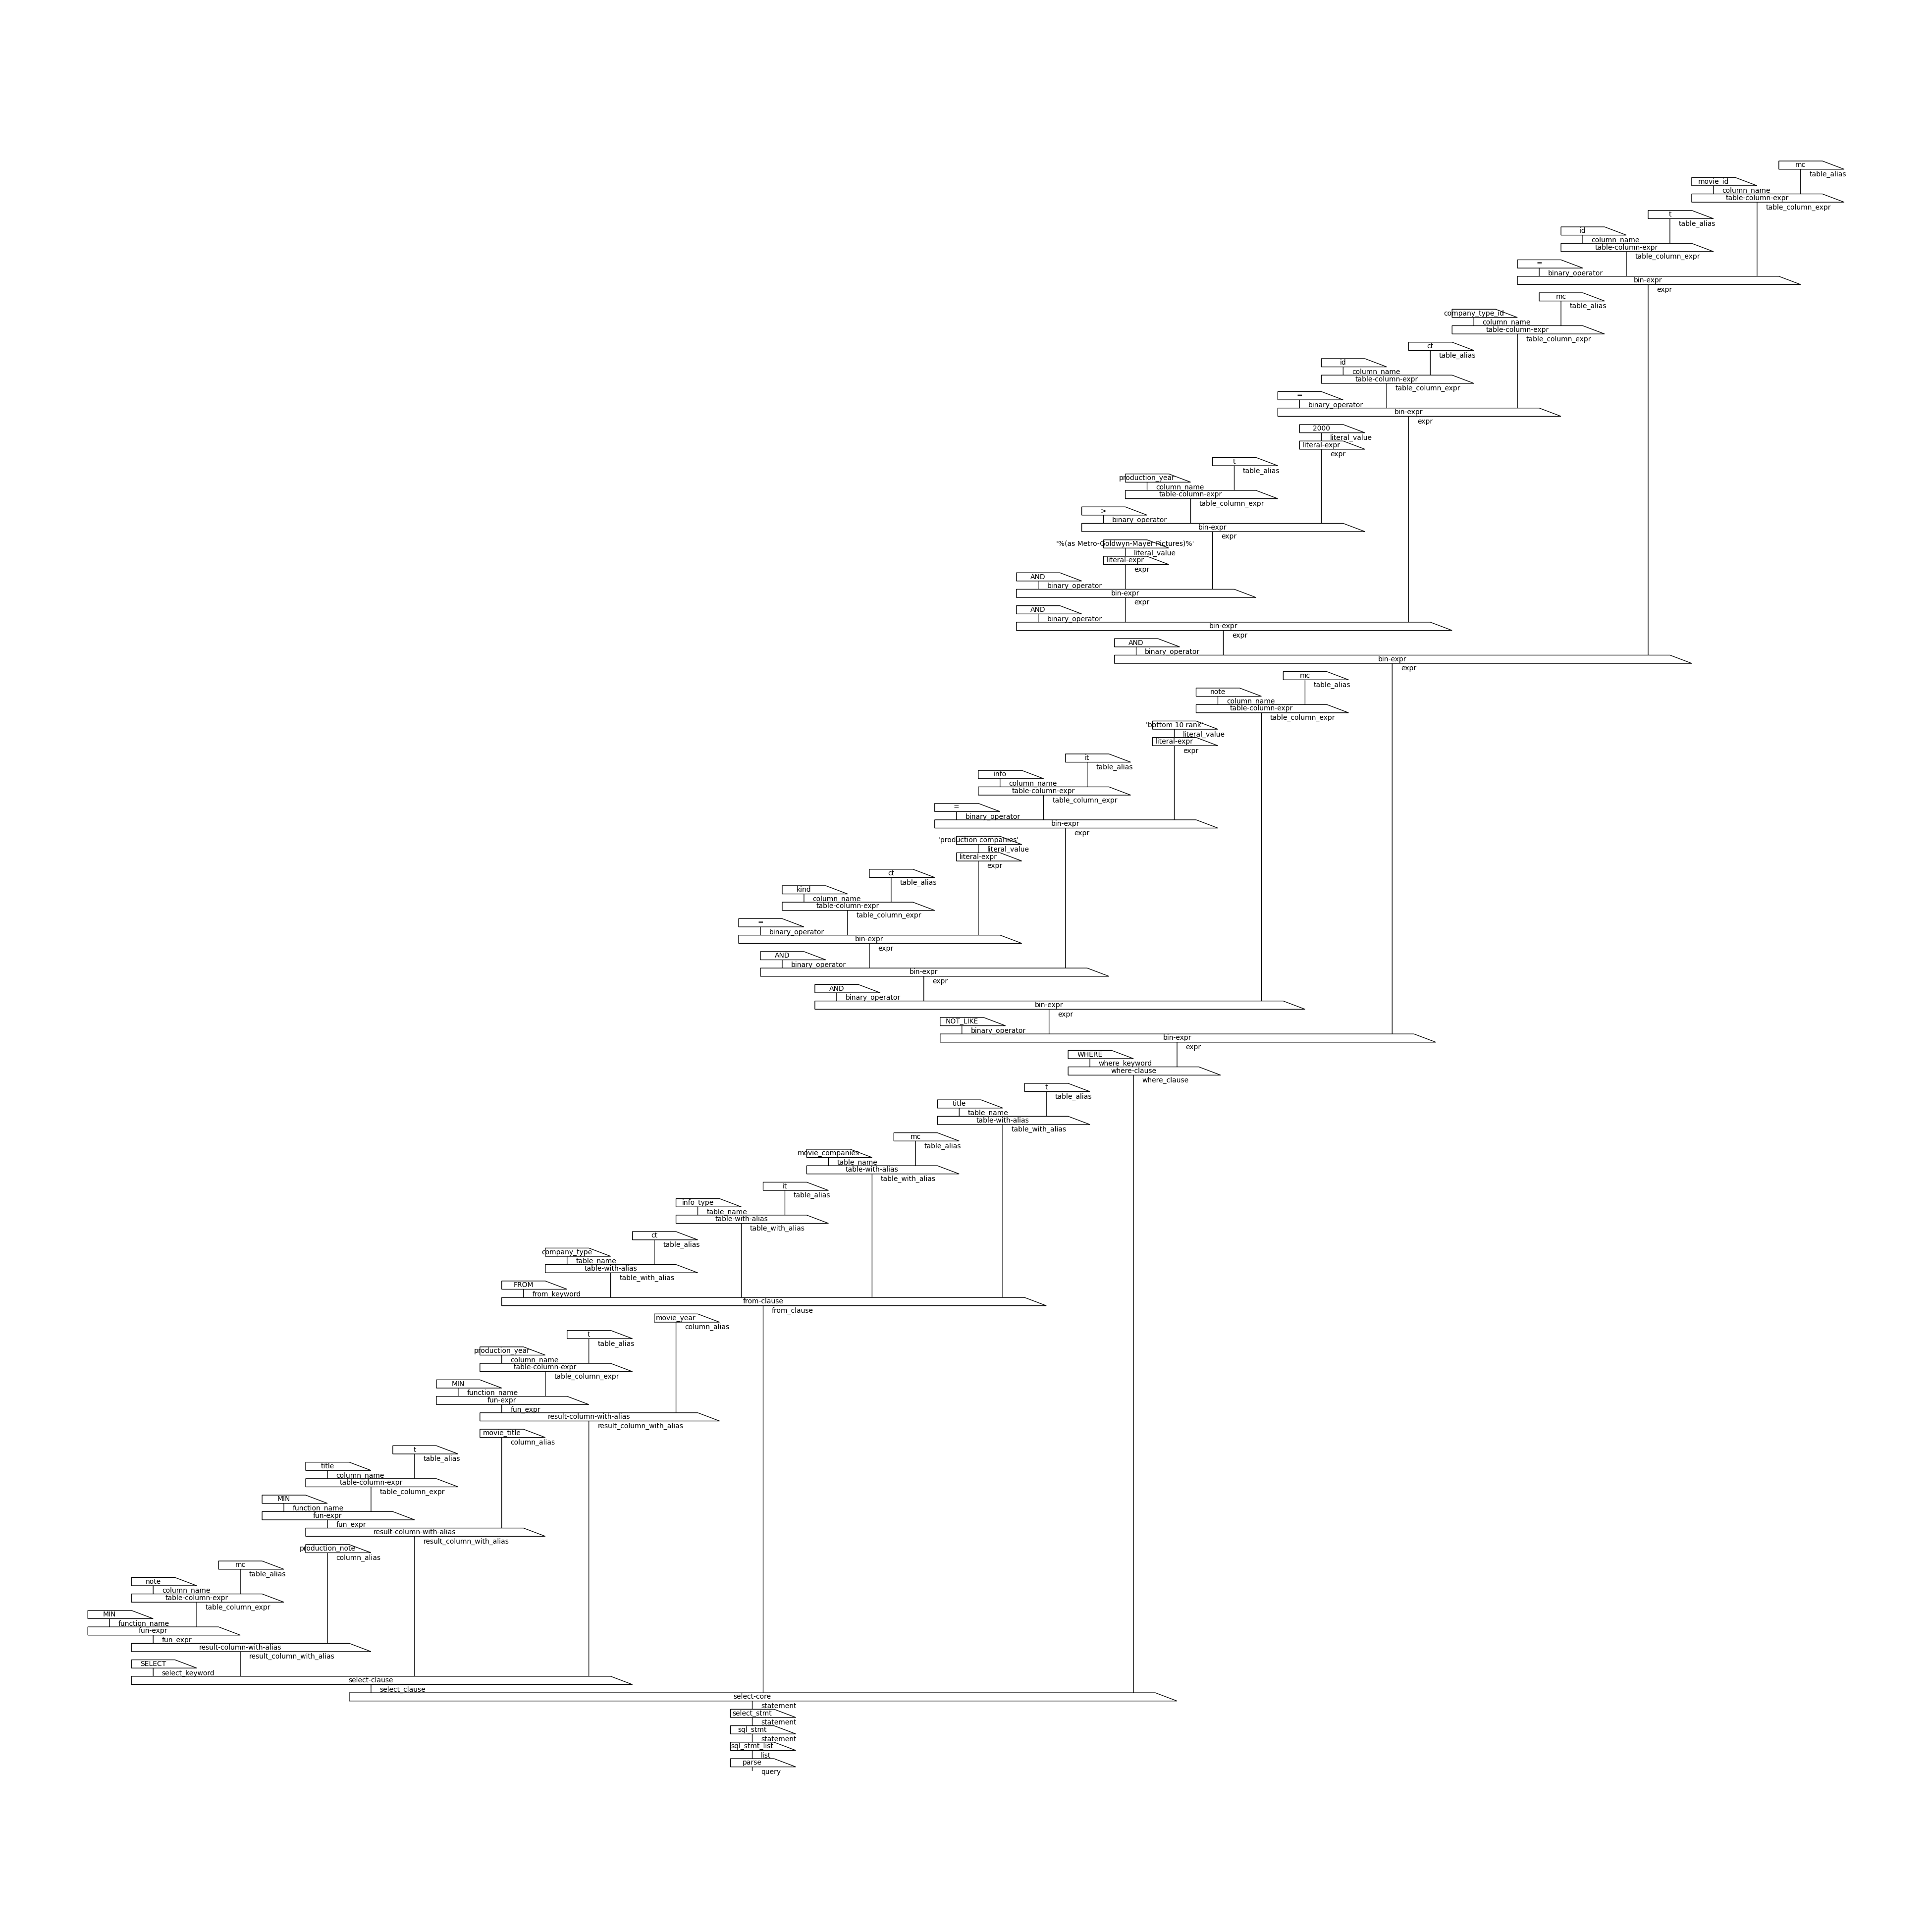 mc
table_alias
movie_id
column_name
table-column-expr
table_column_expr
t
table_alias
id
column_name
table-column-expr
table_column_expr
=
binary_operator
bin-expr
expr
mc
table_alias
company_type_id
column_name
table-column-expr
table_column_expr
ct
table_alias
id
column_name
table-column-expr
table_column_expr
=
binary_operator
bin-expr
expr
2000
literal_value
literal-expr
expr
t
table_alias
production_year
column_name
table-column-expr
table_column_expr
>
binary_operator
bin-expr
expr
'%(as Metro-Goldwyn-Mayer Pictures)%'
literal_value
literal-expr
expr
AND
binary_operator
bin-expr
expr
AND
binary_operator
bin-expr
expr
AND
binary_operator
bin-expr
expr
mc
table_alias
note
column_name
table-column-expr
table_column_expr
'bottom 10 rank'
literal_value
literal-expr
expr
it
table_alias
info
column_name
table-column-expr
table_column_expr
=
binary_operator
bin-expr
expr
'production companies'
literal_value
literal-expr
expr
ct
table_alias
kind
column_name
table-column-expr
table_column_expr
=
binary_operator
bin-expr
expr
AND
binary_operator
bin-expr
expr
AND
binary_operator
bin-expr
expr
NOT_LIKE
binary_operator
bin-expr
expr
WHERE
where_keyword
where-clause
where_clause
t
table_alias
title
table_name
table-with-alias
table_with_alias
mc
table_alias
movie_companies
table_name
table-with-alias
table_with_alias
it
table_alias
info_type
table_name
table-with-alias
table_with_alias
ct
table_alias
company_type
table_name
table-with-alias
table_with_alias
FROM
from_keyword
from-clause
from_clause
movie_year
column_alias
t
table_alias
production_year
column_name
table-column-expr
table_column_expr
MIN
function_name
fun-expr
fun_expr
result-column-with-alias
result_column_with_alias
movie_title
column_alias
t
table_alias
title
column_name
table-column-expr
table_column_expr
MIN
function_name
fun-expr
fun_expr
result-column-with-alias
result_column_with_alias
production_note
column_alias
mc
table_alias
note
column_name
table-column-expr
table_column_expr
MIN
function_name
fun-expr
fun_expr
result-column-with-alias
result_column_with_alias
SELECT
select_keyword
select-clause
select_clause
select-core
statement
select_stmt
statement
sql_stmt
statement
sql_stmt_list
list
parse
query